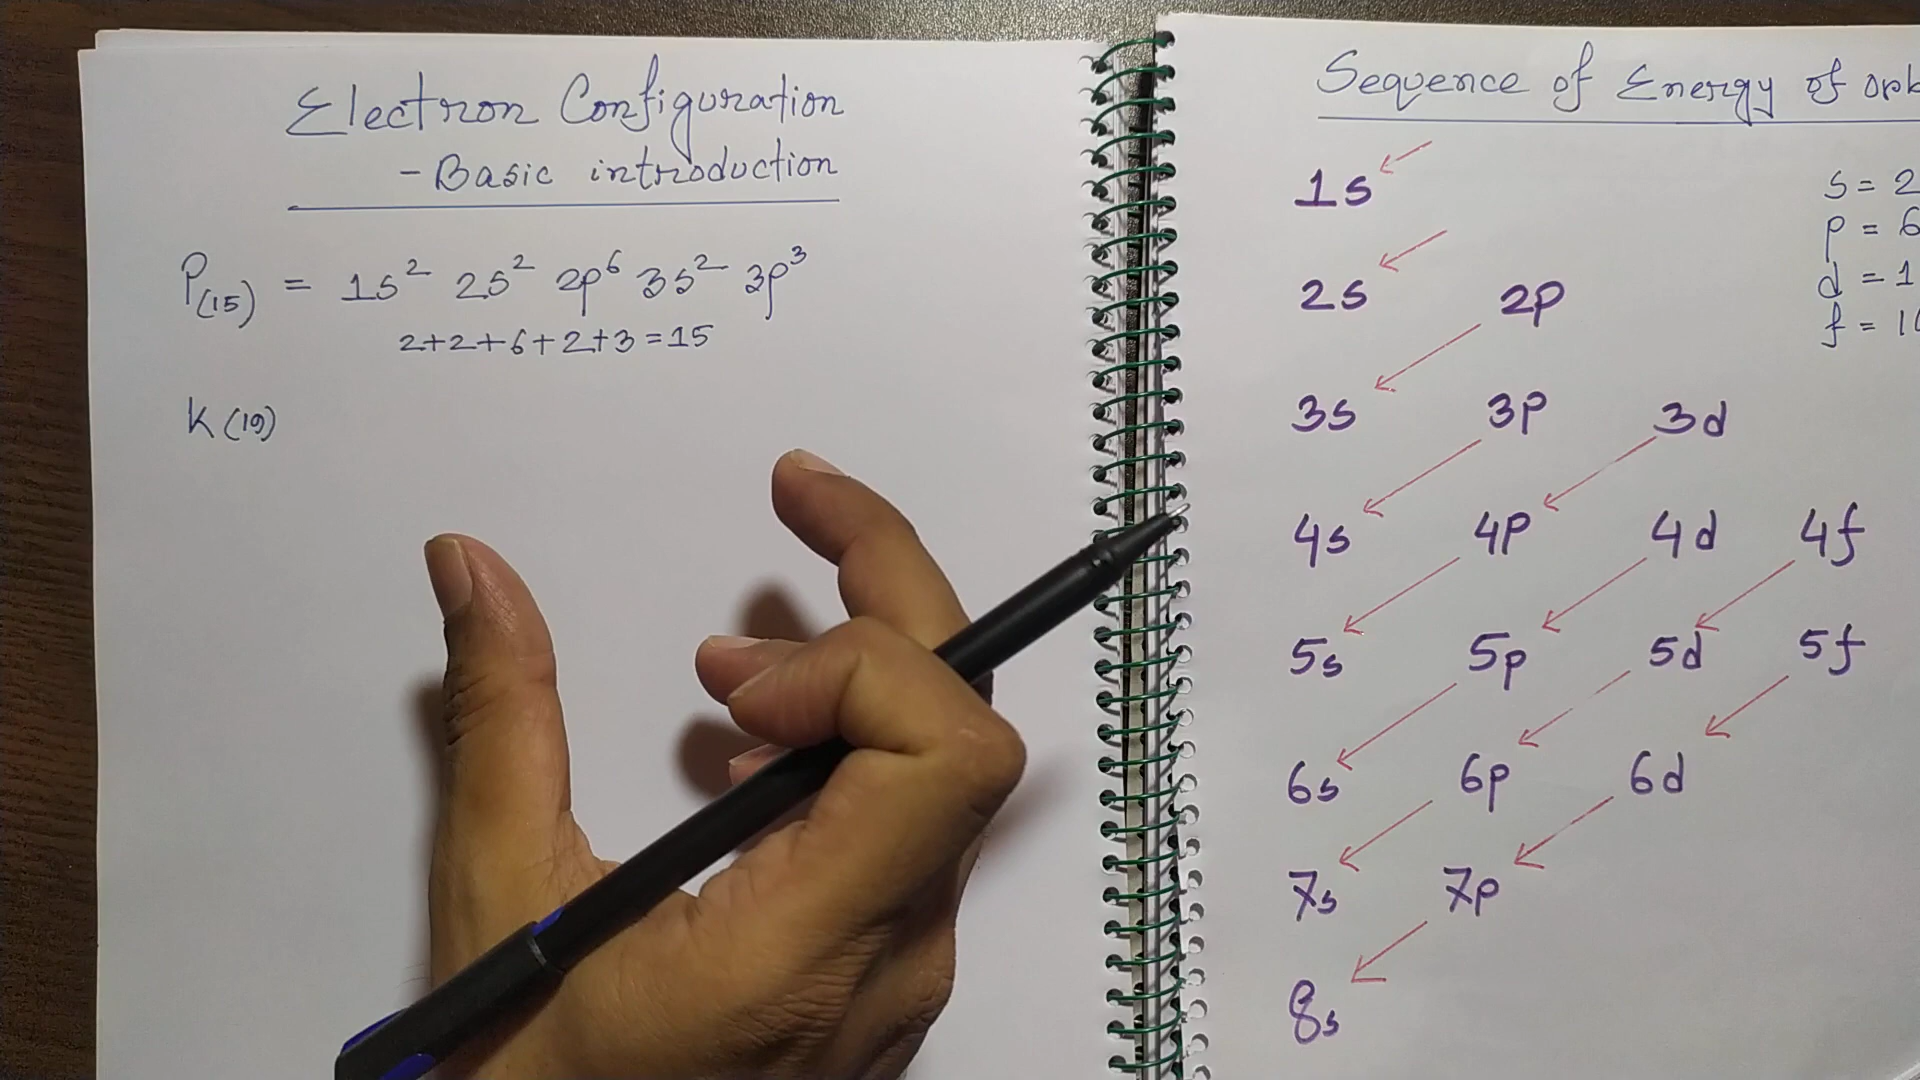 Electron Configuration
- Basic introduction
P(15) = 1s² 2s² 2p⁶ 3s² 3p³
2+2+6+2+3=15
K(19)
Sequence of Energy of
s = 2
p = 6
d = 1
f = 1
1s
2s 2p
3s 3p 3d
4s 4p 4d 4f
5s 5p 5d 5f
6s 6p 6d
7s 7p
8s